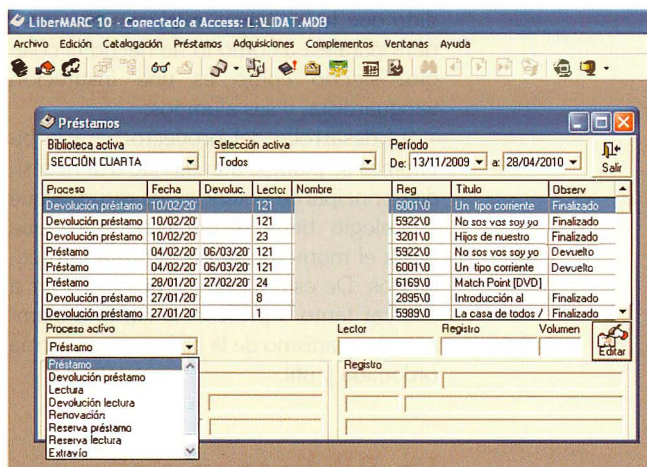 LiberMARC 10 - Conectado a Access: L:\LIDAT.MDB
Archivo Edición Catalogación Préstamos Adquisiciones Complementos Ventanas Ayuda
Préstamos
Biblioteca activa Selección activa Período
SECCIÓN CUARTA Todos De: 13/11/2009 a: 28/04/2010 Salir
Proceso Fecha Devoluc. Lector Nombre Reg Titulo Observ
Devolución préstamo 10/02/20 121 6001\0 Un tipo corriente Finalizado
Devolución préstamo 10/02/20 121 5922\0 No sos vos soy yo Finalizado
Devolución préstamo 10/02/20 23 3201\0 Hijos de nuestro Finalizado
Préstamo 04/02/20 06/03/20 121 5922\0 No sos vos soy yo Devuelto
Préstamo 04/02/20 06/03/20 121 6001\0 Un tipo corriente Devuelto
Préstamo 28/01/20 27/02/20 24 6169\0 Match Point [DVD]
Devolución préstamo 27/01/20 8 2895\0 Introducción al Finalizado
Devolución préstamo 27/01/20 1 5989\0 La casa de todos / Finalizado
Proceso activo Lector Registro Volumen
Préstamo Editar
Préstamo Registro
Devolución préstamo
Lectura
Devolución lectura
Renovación
Reserva préstamo
Reserva lectura
Extravío